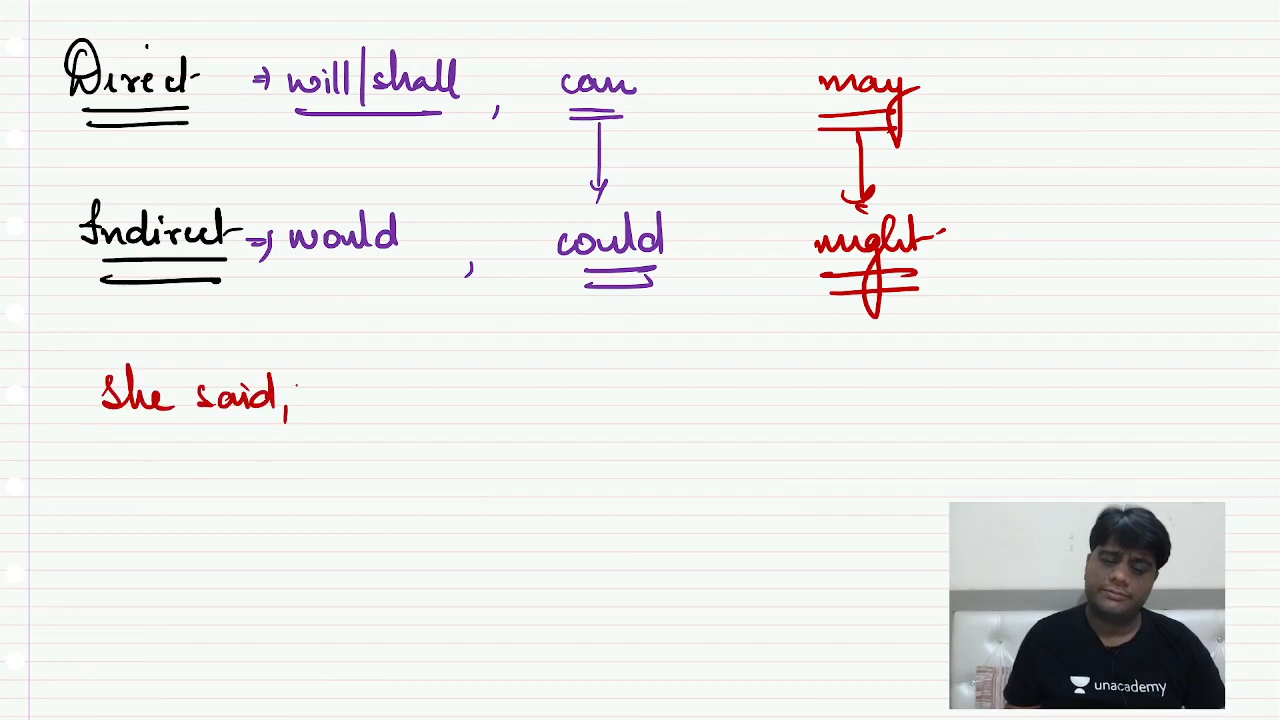 Direct ⇒ will/shall, can may
Indirect ⇒ would, could might
She said,
unacademy